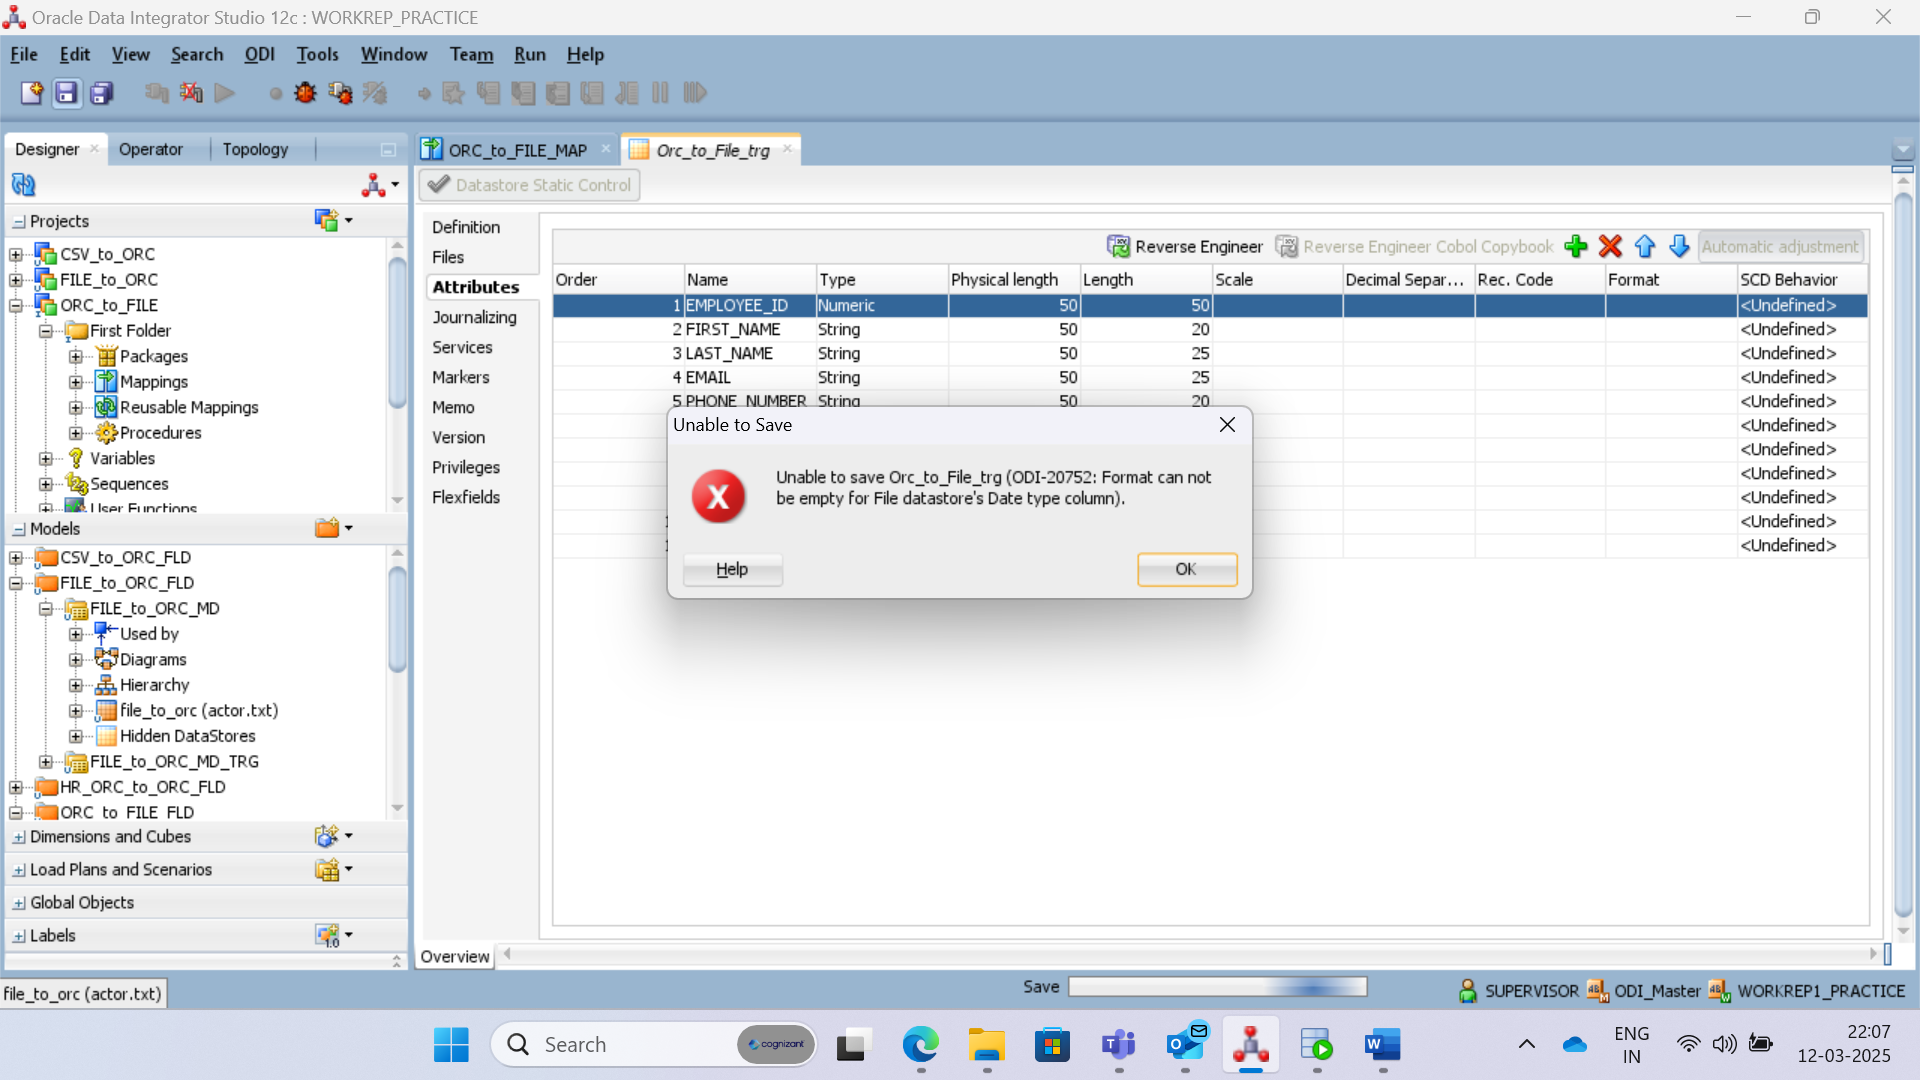 Oracle Data Integrator Studio 12c : WORKREP_PRACTICE
File Edit View Search ODI Tools Window Team Run Help
Designer Operator Topology
ORC_to_FILE_MAP Orc_to_File_trg
Datastore Static Control
Projects
CSV_to_ORC
FILE_to_ORC
ORC_to_FILE
First Folder
Packages
Mappings
Reusable Mappings
Procedures
Variables
Sequences
User Functions
Models
CSV_to_ORC_FLD
FILE_to_ORC_FLD
FILE_to_ORC_MD
Used by
Diagrams
Hierarchy
file_to_orc (actor.txt)
Hidden DataStores
FILE_to_ORC_MD_TRG
HR_ORC_to_ORC_FLD
ORC_to_FILE_FLD
Dimensions and Cubes
Load Plans and Scenarios
Global Objects
Labels
1.0
Definition
Files
Attributes
Journalizing
Services
Markers
Memo
Version
Privileges
Flexfields
Reverse Engineer Reverse Engineer Cobol Copybook Automatic adjustment
Order Name Type Physical length Length Scale Decimal Separ... Rec. Code Format SCD Behavior
1 EMPLOYEE_ID Numeric 50 50 <Undefined>
2 FIRST_NAME String 50 20 <Undefined>
3 LAST_NAME String 50 25 <Undefined>
4 EMAIL String 50 25 <Undefined>
5 PHONE_NUMBER String 50 20 <Undefined>
<Undefined>
<Undefined>
<Undefined>
<Undefined>
<Undefined>
<Undefined>
Unable to Save
Unable to save Orc_to_File_trg (ODI-20752: Format can not
be empty for File datastore's Date type column).
Help OK
Overview
file_to_orc (actor.txt)
Save
SUPERVISOR ODI_Master WORKREP1_PRACTICE
Search cognizant
ENG
IN
22:07
12-03-2025